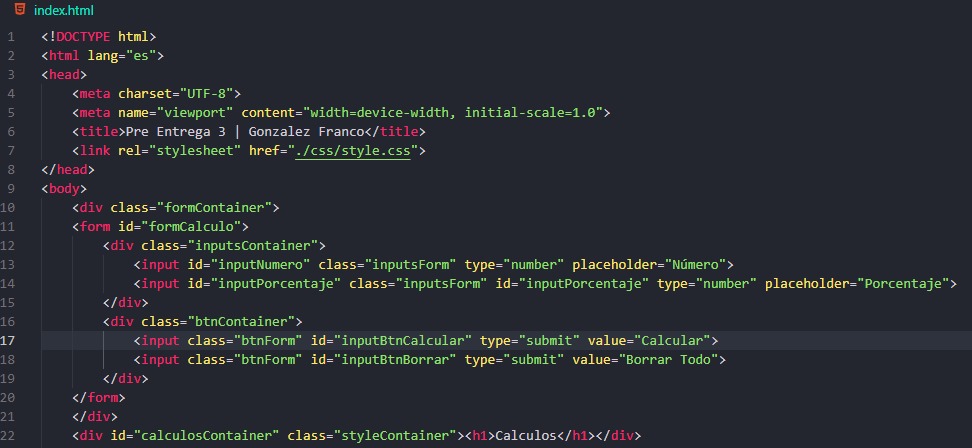 index.html
1 <!DOCTYPE html>
2 <html lang="es">
3 <head>
4 <meta charset="UTF-8">
5 <meta name="viewport" content="width=device-width, initial-scale=1.0">
6 <title>Pre Entrega 3 | Gonzalez Franco</title>
7 <link rel="stylesheet" href="./css/style.css">
8 </head>
9 <body>
10 <div class="formContainer">
11 <form id="formCalculo">
12 <div class="inputsContainer">
13 <input id="inputNumero" class="inputsForm" type="number" placeholder="Número">
14 <input id="inputPorcentaje" class="inputsForm" id="inputPorcentaje" type="number" placeholder="Porcentaje">
15 </div>
16 <div class="btnContainer">
17 <input class="btnForm" id="inputBtnCalcular" type="submit" value="Calcular">
18 <input class="btnForm" id="inputBtnBorrar" type="submit" value="Borrar Todo">
19 </div>
20 </form>
21 </div>
22 <div id="calculosContainer" class="styleContainer"><h1>Calculos</h1></div>